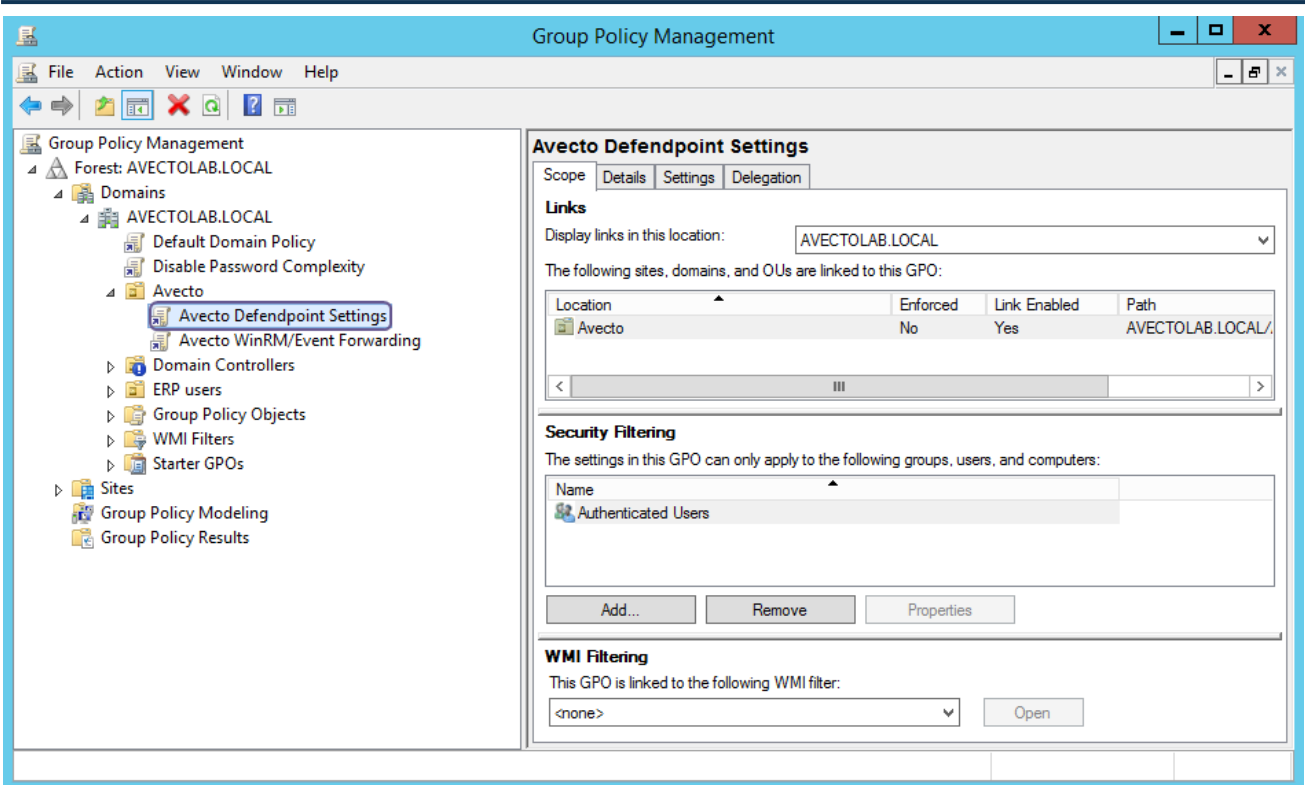 Group Policy Management
File Action View Window Help
Group Policy Management
Forest: AVECTOLAB.LOCAL
Domains
AVECTOLAB.LOCAL
Default Domain Policy
Disable Password Complexity
Avecto
Avecto Defendpoint Settings
Avecto WinRM/Event Forwarding
Domain Controllers
ERP users
Group Policy Objects
WMI Filters
Starter GPOs
Sites
Group Policy Modeling
Group Policy Results
Avecto Defendpoint Settings
Scope Details Settings Delegation
Links
Display links in this location: AVECTOLAB.LOCAL
The following sites, domains, and OUs are linked to this GPO:
Location Enforced Link Enabled Path
Avecto No Yes AVECTOLAB.LOCAL/.
Security Filtering
The settings in this GPO can only apply to the following groups, users, and computers:
Name
Authenticated Users
Add... Remove Properties
WMI Filtering
This GPO is linked to the following WMI filter:
<none> Open